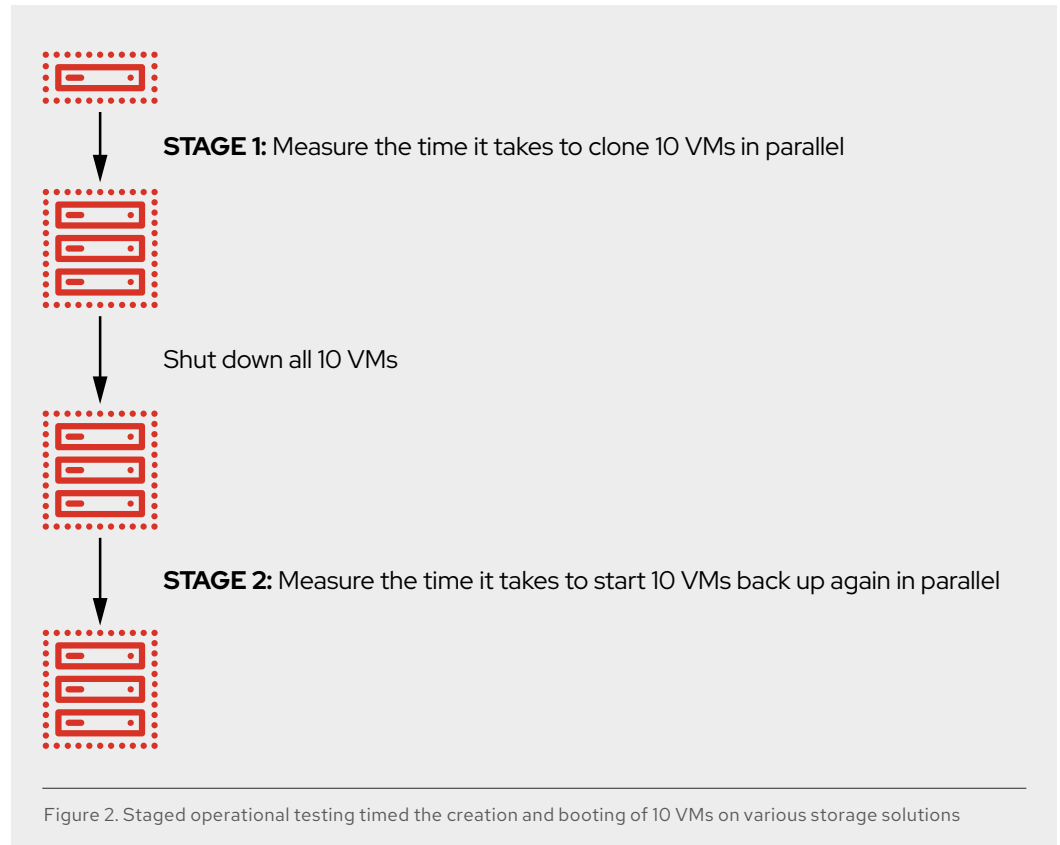 STAGE 1: Measure the time it takes to clone 10 VMs in parallel
Shut down all 10 VMs
STAGE 2: Measure the time it takes to start 10 VMs back up again in parallel
Figure 2. Staged operational testing timed the creation and booting of 10 VMs on various storage solutions